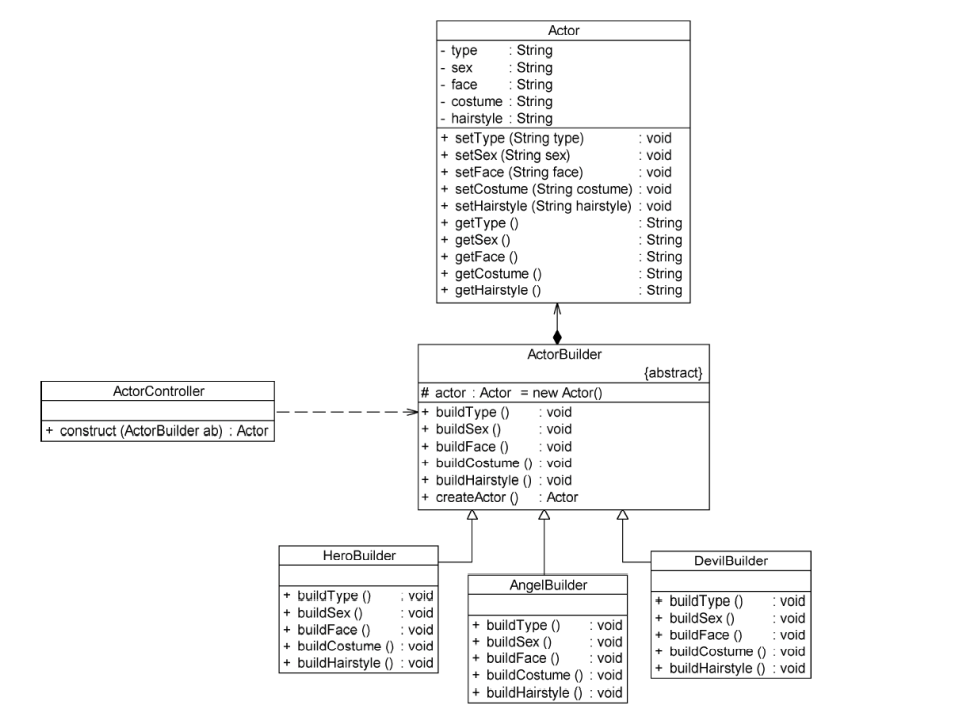 Actor
- type : String
- sex : String
- face : String
- costume : String
- hairstyle : String
+ setType (String type) : void
+ setSex (String sex) : void
+ setFace (String face) : void
+ setCostume (String costume) : void
+ setHairstyle (String hairstyle) : void
+ getType () : String
+ getSex () : String
+ getFace () : String
+ getCostume () : String
+ getHairstyle () : String
ActorBuilder
{abstract}
# actor : Actor = new Actor()
+ buildType () : void
+ buildSex () : void
+ buildFace () : void
+ buildCostume () : void
+ buildHairstyle () : void
+ createActor () : Actor
ActorController
+ construct (ActorBuilder ab) : Actor
HeroBuilder
+ buildType () : void
+ buildSex () : void
+ buildFace () : void
+ buildCostume () : void
+ buildHairstyle () : void
AngelBuilder
+ buildType () : void
+ buildSex () : void
+ buildFace () : void
+ buildCostume () : void
+ buildHairstyle () : void
DevilBuilder
+ buildType () : void
+ buildSex () : void
+ buildFace () : void
+ buildCostume () : void
+ buildHairstyle () : void